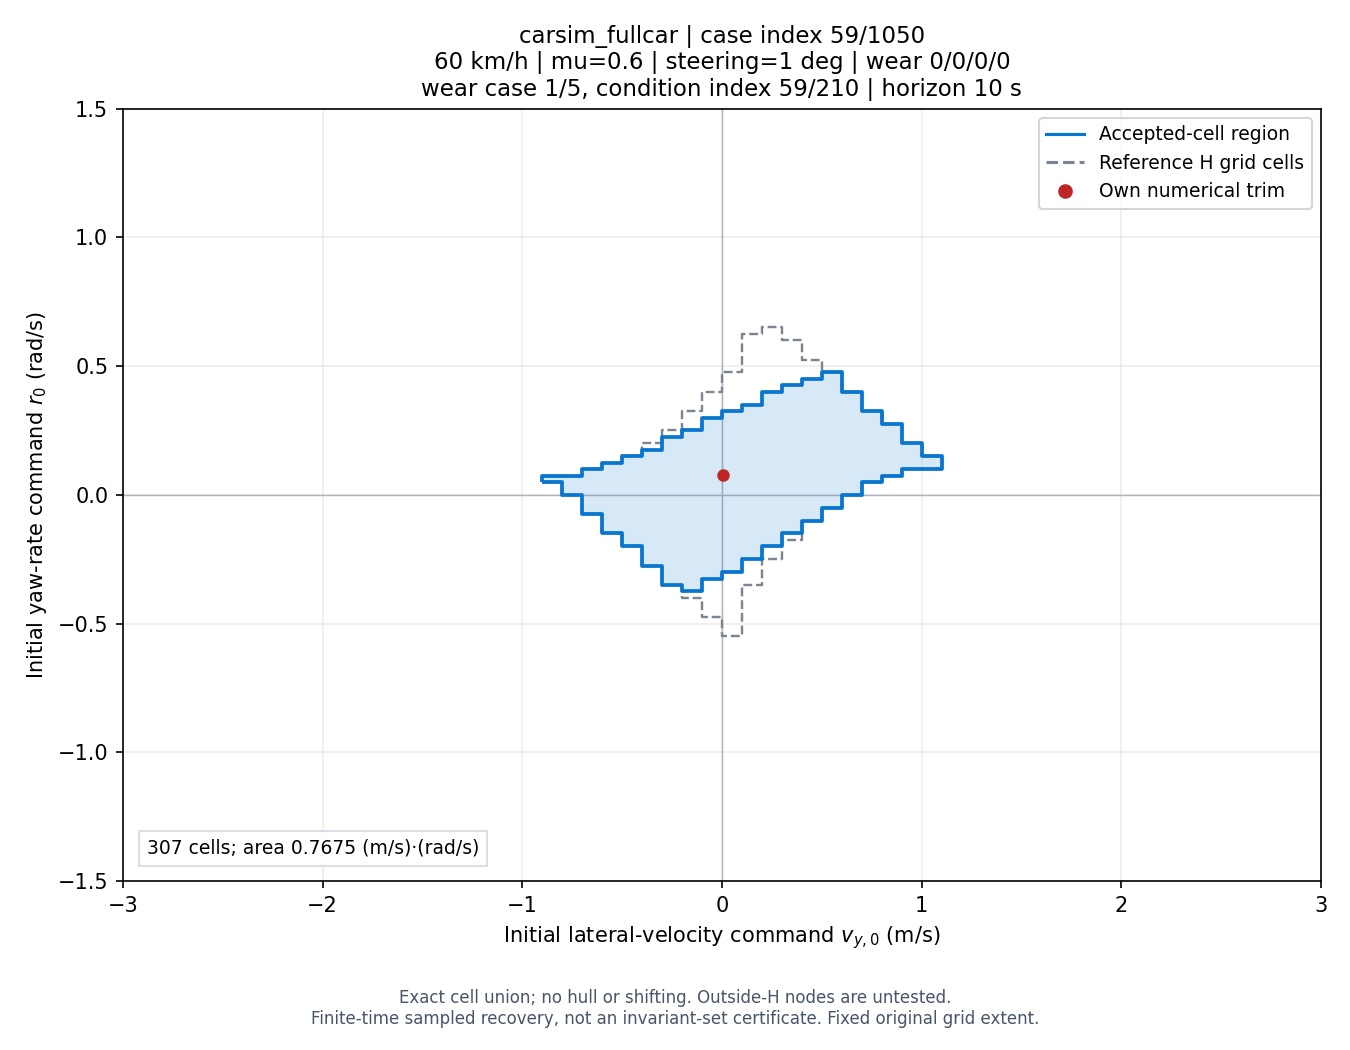 carsim_fullcar | case index 59/1050
60 km/h | mu=0.6 | steering=1 deg | wear 0/0/0/0
wear case 1/5, condition index 59/210 | horizon 10 s
Accepted-cell region
Reference H grid cells
Own numerical trim
1.5
1.0
0.5
0.0
−0.5
−1.0
−1.5
Initial yaw-rate command r0 (rad/s)
307 cells; area 0.7675 (m/s)·(rad/s)
−3
−2
−1
0
1
2
3
Initial lateral-velocity command vy,0 (m/s)
Exact cell union; no hull or shifting. Outside-H nodes are untested.
Finite-time sampled recovery, not an invariant-set certificate. Fixed original grid extent.